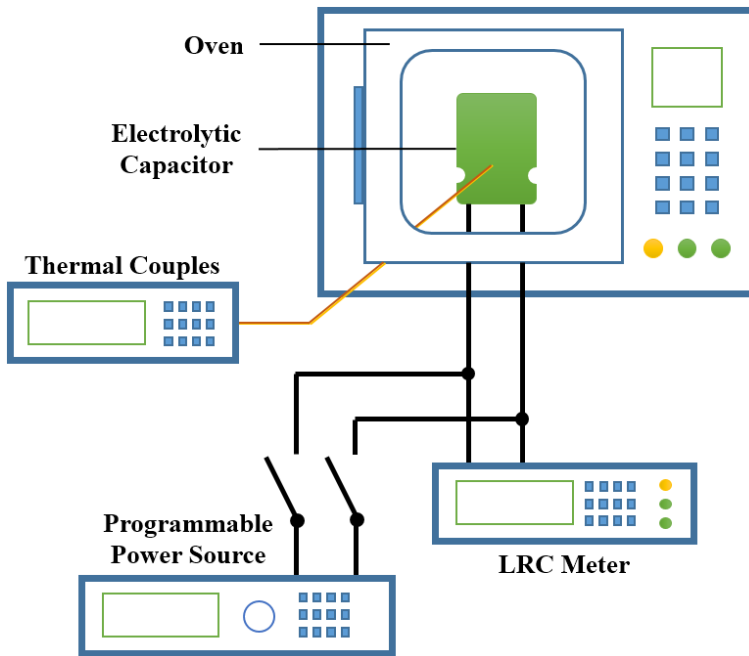 Oven
Electrolytic
Capacitor
Thermal Couples
Programmable
Power Source
LRC Meter